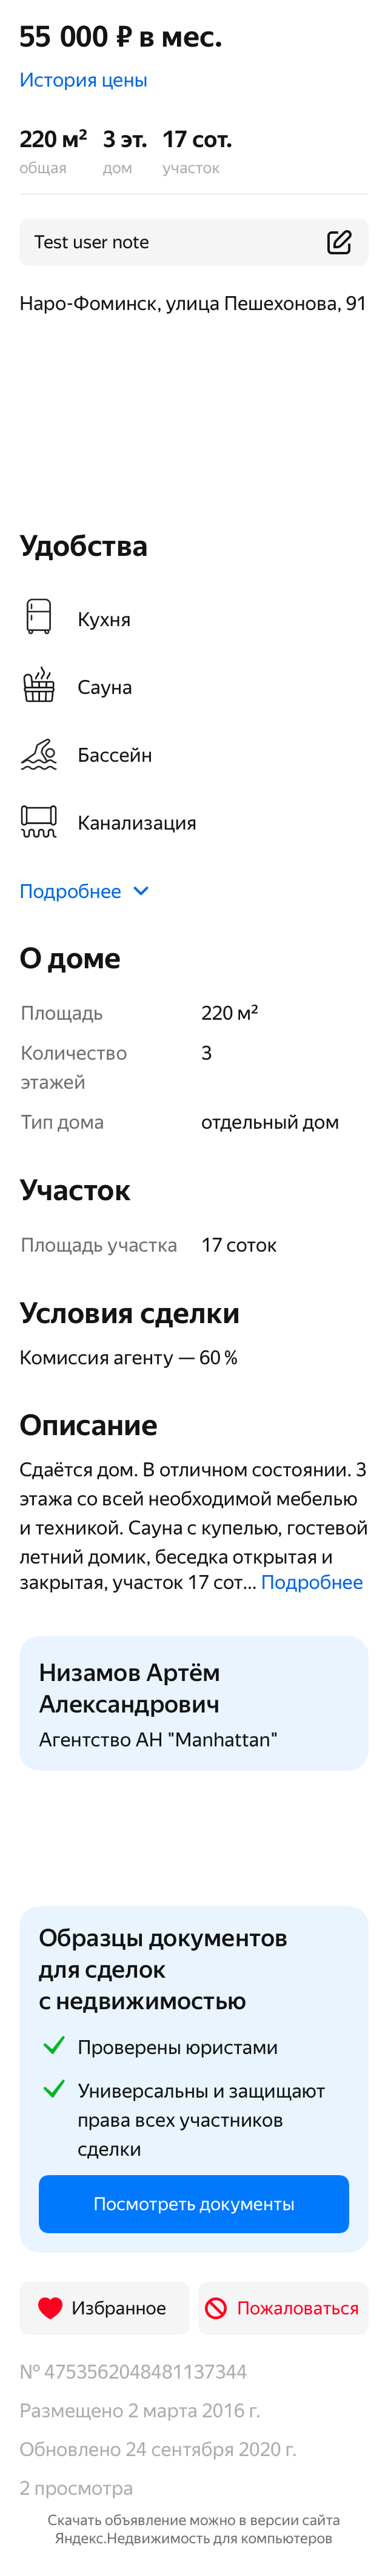 55 000 ₽ в мес.
История цены
220 м² 3 эт. 17 сот.
общая дом участок
Test user note
Наро-Фоминск, улица Пешехонова, 91
Удобства
Кухня
Сауна
Бассейн
Канализация
Подробнее
О доме
Площадь 220 м²
Количество 3
этажей
Тип дома отдельный дом
Участок
Площадь участка 17 соток
Условия сделки
Комиссия агенту — 60 %
Описание
Сдаётся дом. В отличном состоянии. 3
этажа со всей необходимой мебелью
и техникой. Сауна с купелью, гостевой
летний домик, беседка открытая и
закрытая, участок 17 сот... Подробнее
Низамов Артём
Александрович
Агентство АН "Manhattan"
Образцы документов
для сделок
с недвижимостью
Проверены юристами
Универсальны и защищают
права всех участников
сделки
Посмотреть документы
Избранное Пожаловаться
№ 4753562048481137344
Размещено 2 марта 2016 г.
Обновлено 24 сентября 2020 г.
2 просмотра
Скачать объявление можно в версии сайта
Яндекс.Недвижимость для компьютеров